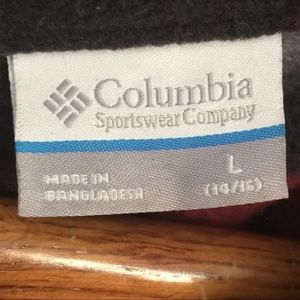 Columbia
Sportswear Company
MADE IN
BANGLADESH
L
(14/16)